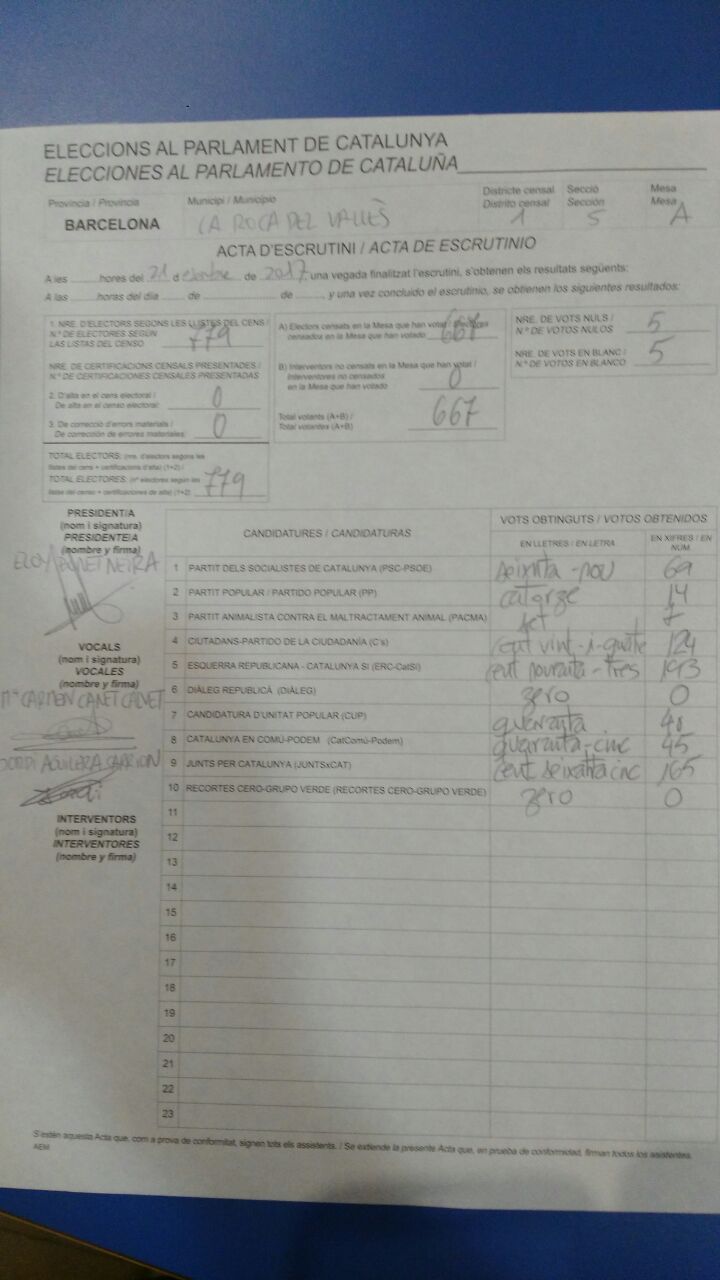 ELECCIONS AL PARLAMENT DE CATALUNYA
ELECCIONES AL PARLAMENTO DE CATALUÑA
Provincia / Provincia
BARCELONA
Municipi / Municipio
LA ROCA DEL VALLÈS
Districte censal
Distrito censal
1
Secció
Sección
5
Mesa
Mesa
A
ACTA D'ESCRUTINI / ACTA DE ESCRUTINIO
A les ........ hores del 21 d ......... de 2017, una vegada finalitzat l'escrutini, s'obtenen els resultats següents:
A las ........ horas del día ...... de .................. de ......, y una vez concluido el escrutinio, se obtienen los siguientes resultados:
1. NRE. D'ELECTORS SEGONS LES LLISTES DEL CENS /
N.º DE ELECTORES SEGÚN
LAS LISTAS DEL CENSO
779
NRE. DE CERTIFICACIONS CENSALS PRESENTADES /
N.º DE CERTIFICACIONES CENSALES PRESENTADAS
2. D'alta en el cens electoral /
De alta en el censo electoral:
0
3. De correcció d'errors materials /
De corrección de errores materiales:
0
TOTAL ELECTORS: (nre. d'electors segons les
llistes del cens + certificacions d'alta) (1+2) /
TOTAL ELECTORES: (nº electores según las
listas del censo + certificaciones de alta) (1+2)
779
A) Electors censats en la Mesa que han votat / Electores
censados en la Mesa que han votado
667
B) Interventors no censats en la Mesa que han votat /
Interventores no censados
en la Mesa que han votado
0
Total votants (A+B) /
Total votantes (A+B)
667
NRE. DE VOTS NULS /
N.º DE VOTOS NULOS
5
NRE. DE VOTS EN BLANC /
N.º DE VOTOS EN BLANCO
5
PRESIDENT/A
(nom i signatura)
PRESIDENTE/A
(nombre y firma)
VOCALS
(nom i signatura)
VOCALES
(nombre y firma)
Mª CARMEN CANET CALVET
JORDI AGUILERA CARRION
INTERVENTORS
(nom i signatura)
INTERVENTORES
(nombre y firma)
CANDIDATURES / CANDIDATURAS
VOTS OBTINGUTS / VOTOS OBTENIDOS
EN LLETRES / EN LETRA
EN XIFRES / EN NÚM.
1 PARTIT DELS SOCIALISTES DE CATALUNYA (PSC-PSOE) seixanta-nou 69
2 PARTIT POPULAR / PARTIDO POPULAR (PP) catorze 14
3 PARTIT ANIMALISTA CONTRA EL MALTRACTAMENT ANIMAL (PACMA) set 7
4 CIUTADANS-PARTIDO DE LA CIUDADANÍA (C's) cent vint-i-quatre 124
5 ESQUERRA REPUBLICANA - CATALUNYA SÍ (ERC-CatSí) cent noranta-tres 193
6 DIÀLEG REPUBLICÀ (DIÀLEG) zero 0
7 CANDIDATURA D'UNITAT POPULAR (CUP) quaranta 40
8 CATALUNYA EN COMÚ-PODEM (CatComú-Podem) quaranta-cinc 45
9 JUNTS PER CATALUNYA (JUNTSxCAT) cent seixanta cinc 165
10 RECORTES CERO-GRUPO VERDE (RECORTES CERO-GRUPO VERDE) zero 0
11
12
13
14
15
16
17
18
19
20
21
22
23
S'estén aquesta Acta que, com a prova de conformitat, signen tots els assistents. / Se extiende la presente Acta que, en prueba de conformidad, firman todos los asistentes.
AEM